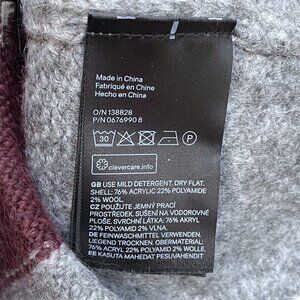 Made in China
Fabriqué en Chine
Hecho en China
O/N 138828
P/N 0676990 8
30
P
clevercare.info
GB USE MILD DETERGENT. DRY FLAT.
SHELL: 76% ACRYLIC 22% POLYAMIDE
2% WOOL.
CZ POUŽIJTE JEMNÝ PRACÍ
PROSTŘEDEK. SUŠENÍ NA VODOROVNÉ
PLOŠE. SVRCHNÍ LÁTKA: 76% AKRYL
22% POLYAMID 2% VLNA.
DE FEINWASCHMITTEL VERWENDEN.
LIEGEND TROCKNEN. OBERMATERIAL:
76% ACRYL 22% POLYAMID 2% WOLLE.
EE KASUTA MAHEDAT PESUVAHENDIT